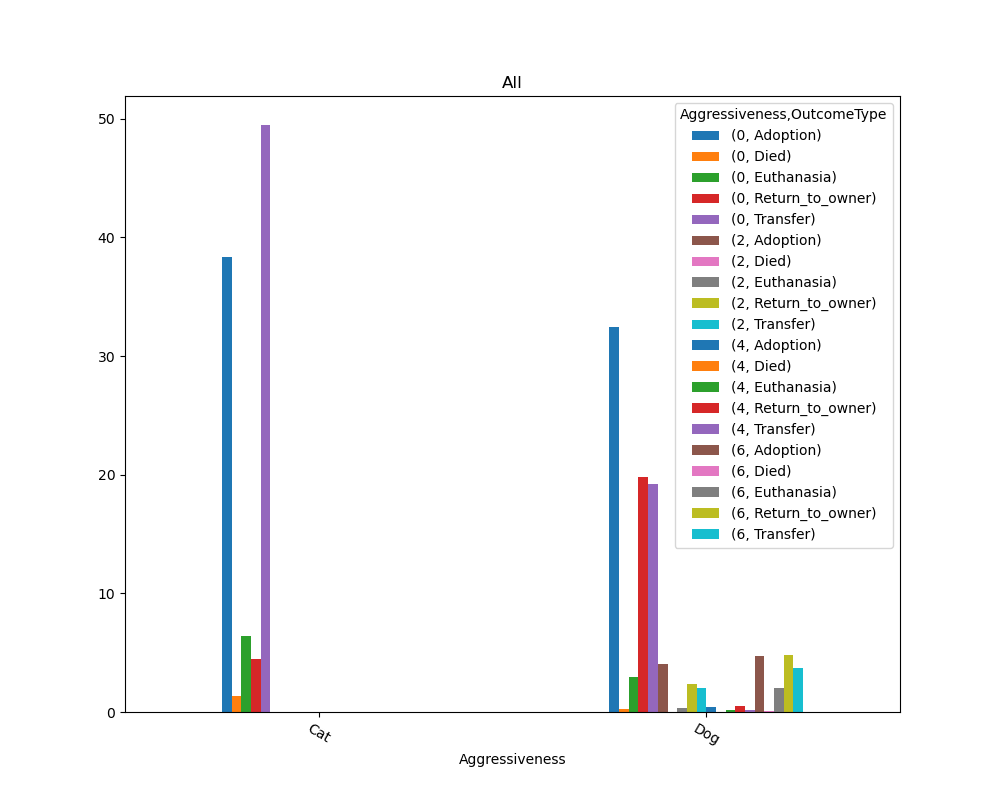 All
50
40
30
20
10
0
Aggressiveness,OutcomeType
(0, Adoption)
(0, Died)
(0, Euthanasia)
(0, Return_to_owner)
(0, Transfer)
(2, Adoption)
(2, Died)
(2, Euthanasia)
(2, Return_to_owner)
(2, Transfer)
(4, Adoption)
(4, Died)
(4, Euthanasia)
(4, Return_to_owner)
(4, Transfer)
(6, Adoption)
(6, Died)
(6, Euthanasia)
(6, Return_to_owner)
(6, Transfer)
Cat
Dog
Aggressiveness